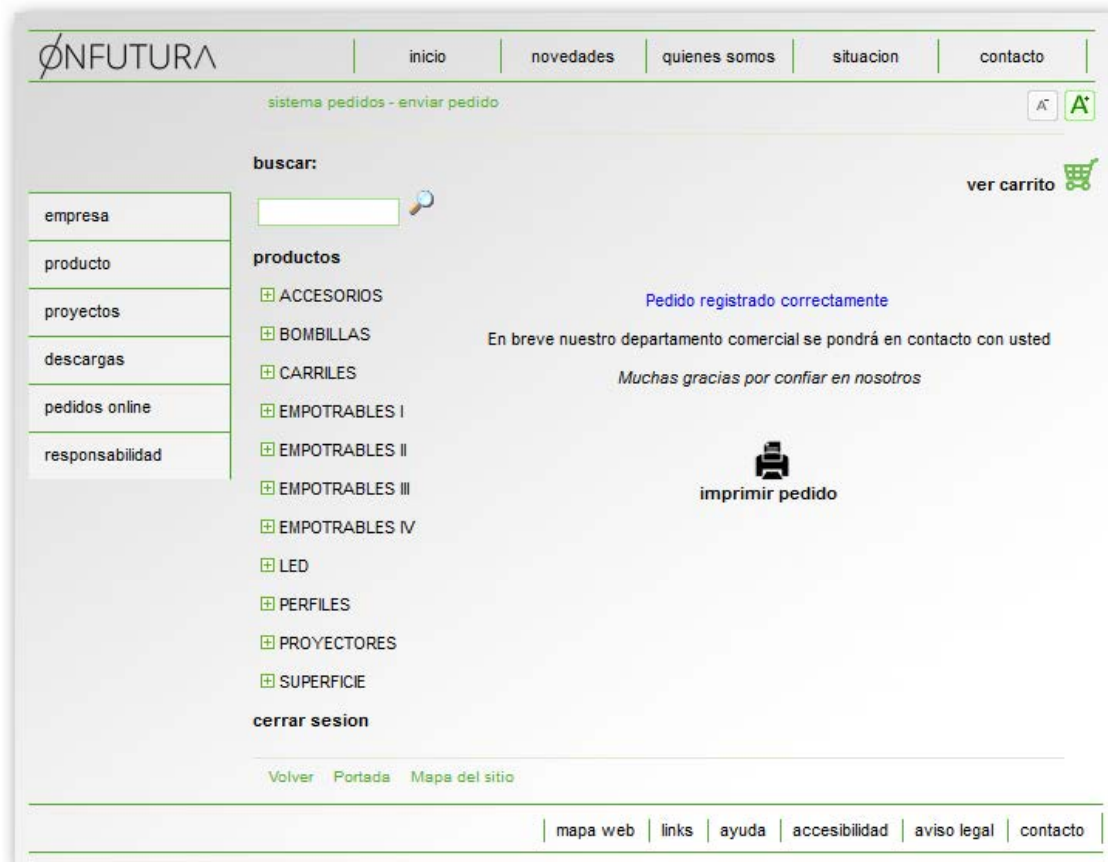 ØNFUTURA
inicio
novedades
quienes somos
situacion
contacto
sistema pedidos - enviar pedido
A-
A+
buscar:
ver carrito
empresa
producto
proyectos
descargas
pedidos online
responsabilidad
productos
ACCESORIOS
BOMBILLAS
CARRILES
EMPOTRABLES I
EMPOTRABLES II
EMPOTRABLES III
EMPOTRABLES IV
LED
PERFILES
PROYECTORES
SUPERFICIE
cerrar sesion
Pedido registrado correctamente
En breve nuestro departamento comercial se pondrá en contacto con usted
Muchas gracias por confiar en nosotros
imprimir pedido
Volver Portada Mapa del sitio
mapa web links ayuda accesibilidad aviso legal contacto